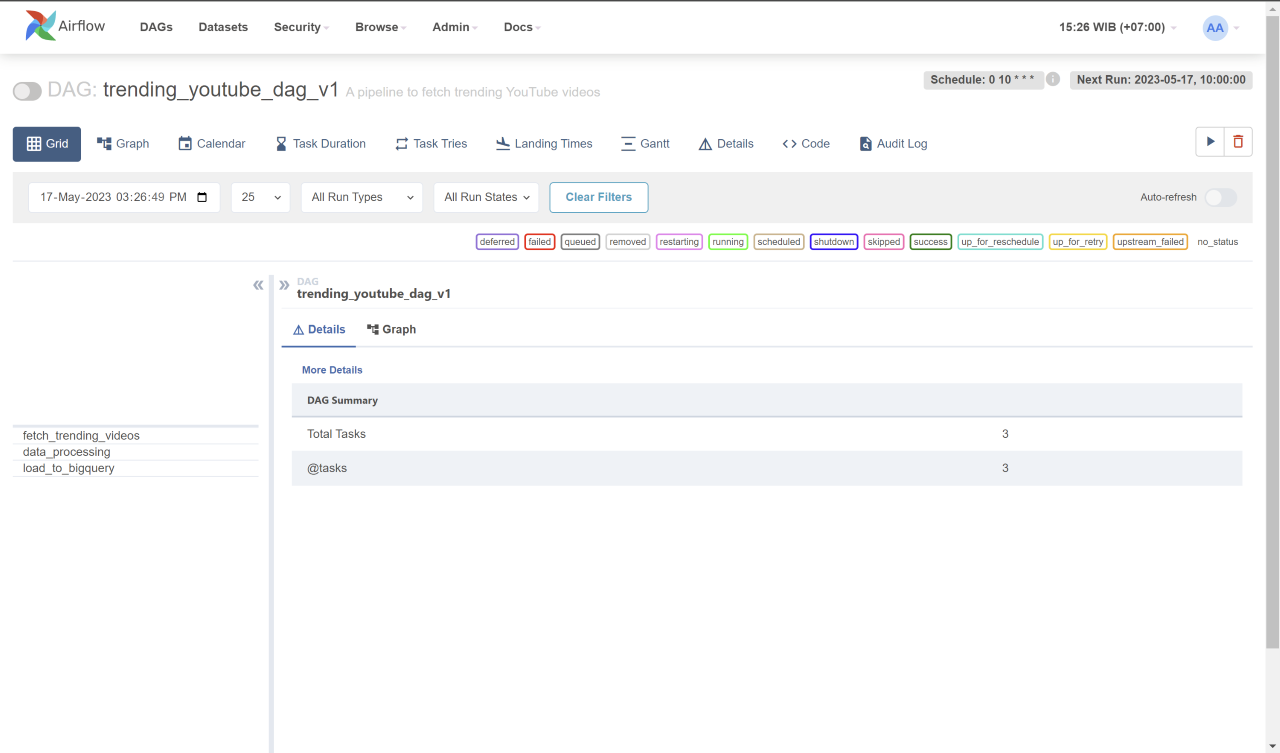 Airflow DAGs Datasets Security Browse Admin Docs 15:26 WIB (+07:00) AA
DAG: trending_youtube_dag_v1 A pipeline to fetch trending YouTube videos
Schedule: 0 10 * * * i Next Run: 2023-05-17, 10:00:00
Grid Graph Calendar Task Duration Task Tries Landing Times Gantt Details Code Audit Log
17-May-2023 03:26:49 PM 25 All Run Types All Run States Clear Filters Auto-refresh
deferred failed queued removed restarting running scheduled shutdown skipped success up_for_reschedule up_for_retry upstream_failed no_status
DAG
trending_youtube_dag_v1
Details Graph
More Details
DAG Summary
Total Tasks 3
@tasks 3
fetch_trending_videos
data_processing
load_to_bigquery